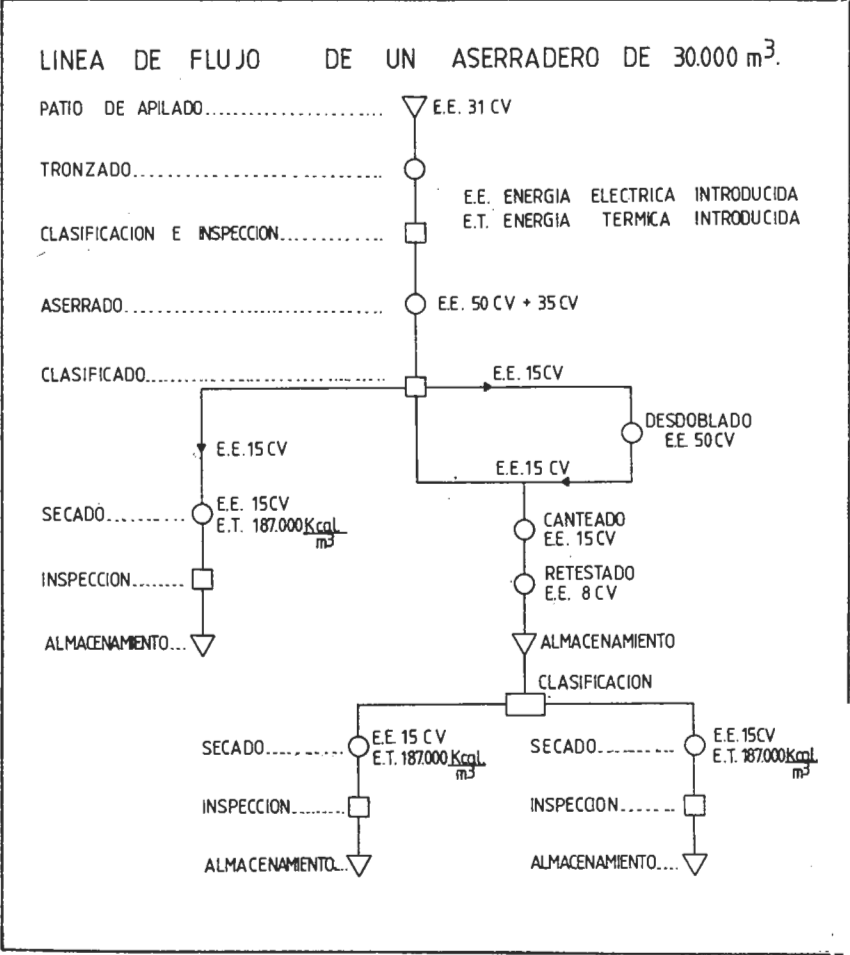 LINEA DE FLUJO DE UN ASERRADERO DE 30.000 m³.
PATIO DE APILADO...................... E.E. 31 CV
TRONZADO..............................
E.E. ENERGIA ELECTRICA INTRODUCIDA
E.T. ENERGIA TERMICA INTRODUCIDA
CLASIFICACION E INSPECCION............
ASERRADO.............................. E.E. 50 CV + 35 CV
CLASIFICADO...........................
E.E. 15CV
DESDOBLADO
E.E. 50CV
E.E.15 CV
E.E.15 CV
SECADO........ E.E. 15CV
E.T. 187.000 Kcal/m3
CANTEADO
E.E. 15CV
INSPECCION........
RETESTADO
E.E. 8CV
ALMACENAMIENTO...
ALMACENAMIENTO
CLASIFICACION
SECADO........ E.E. 15 CV
E.T. 187.000 Kcal/m3
SECADO........ E.E.15CV
E.T. 187.000 Kcal/m3
INSPECCION........
INSPECCION.......
ALMACENAMIENTO...
ALMACENAMIENTO....